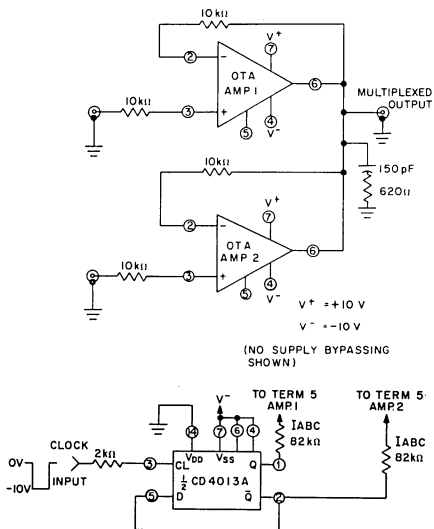 10kΩ
V+
②
7
−
OTA
AMP 1
⑥
MULTIPLEXED
OUTPUT
10kΩ
③
+
⑤
④
V−
10kΩ
150pF
620Ω
V+
⑦
②
−
OTA
AMP 2
⑥
10kΩ
③
+
⑤
④
V−
V+ = +10 V
V− = −10 V
(NO SUPPLY BYPASSING
SHOWN)
TO TERM 5
AMP.1
TO TERM 5
AMP.2
V−
IABC
82kΩ
IABC
82kΩ
⑭ ⑦ ⑥ ④
CLOCK
INPUT
0V
-10V
2kΩ
③
CL
VDD
VSS
Q
①
½ CD4013A
⑤
D
Q̄
②